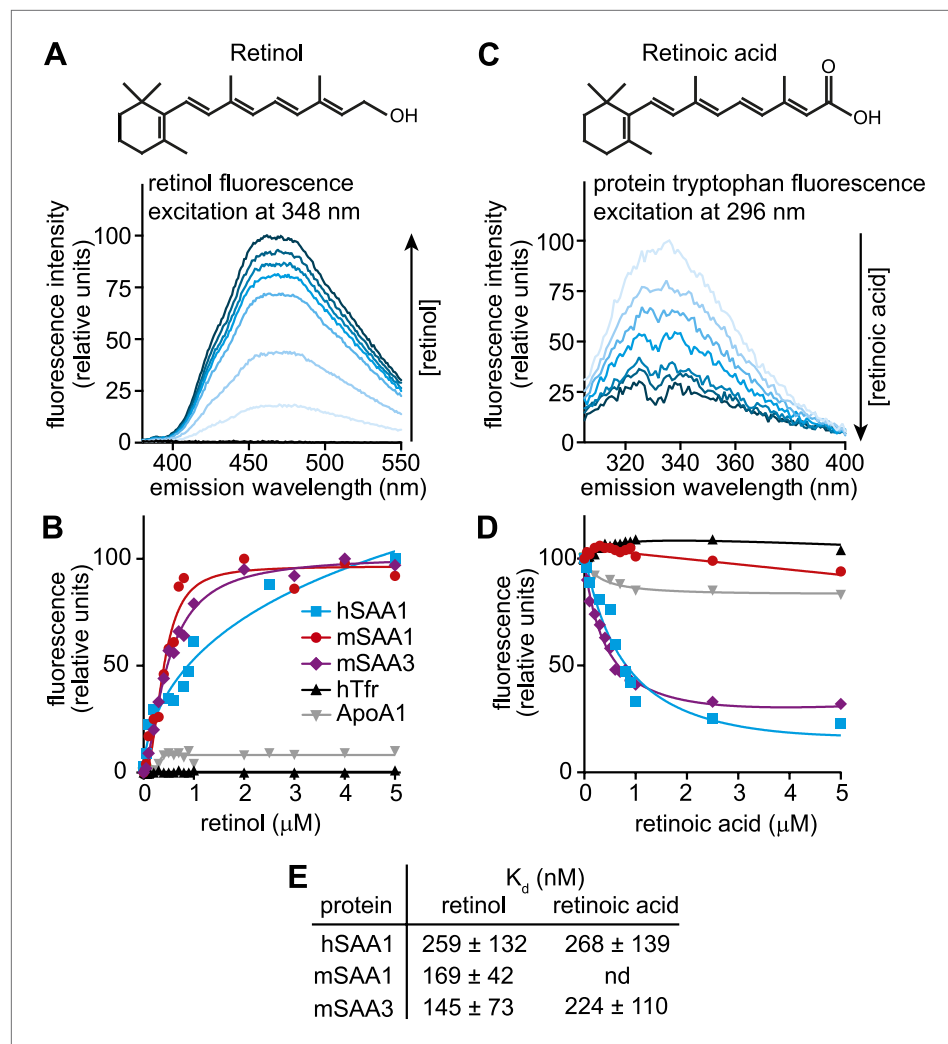 A
Retinol
OH
retinol fluorescence
excitation at 348 nm
fluorescence intensity
(relative units)
100
75
50
25
0
400
450
500
550
emission wavelength (nm)
[retinol]
C
Retinoic acid
O
OH
protein tryptophan fluorescence
excitation at 296 nm
fluorescence intensity
(relative units)
100
75
50
25
0
320
340
360
380
400
emission wavelength (nm)
[retinoic acid]
B
fluorescence
(relative units)
100
50
0
hSAA1
mSAA1
mSAA3
hTfr
ApoA1
0
1
2
3
4
5
retinol (μM)
D
fluorescence
(relative units)
100
50
0
0
1
2
3
4
5
retinoic acid (μM)
E
K_d (nM)
protein retinol retinoic acid
hSAA1 259 ± 132 268 ± 139
mSAA1 169 ± 42 nd
mSAA3 145 ± 73 224 ± 110